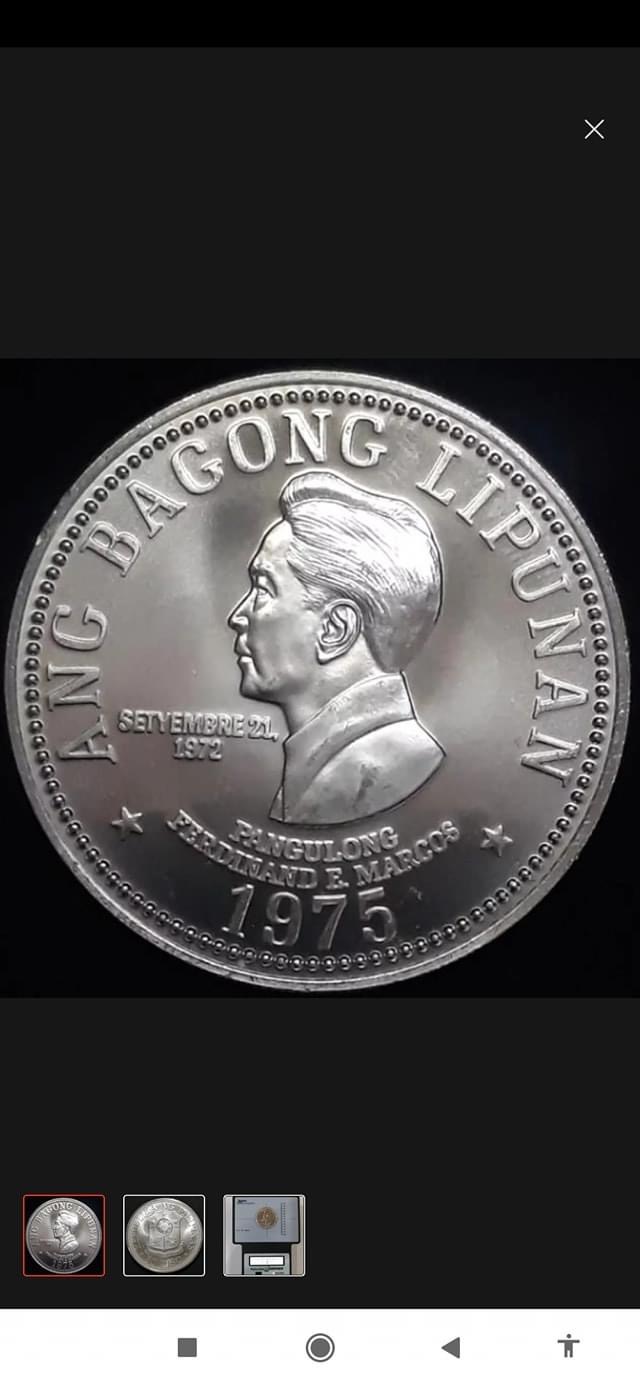 ANG BAGONG LIPUNAN
SETYEMBRE 21,
1972
PANGULONG
FERDINAND E. MARCOS
1975